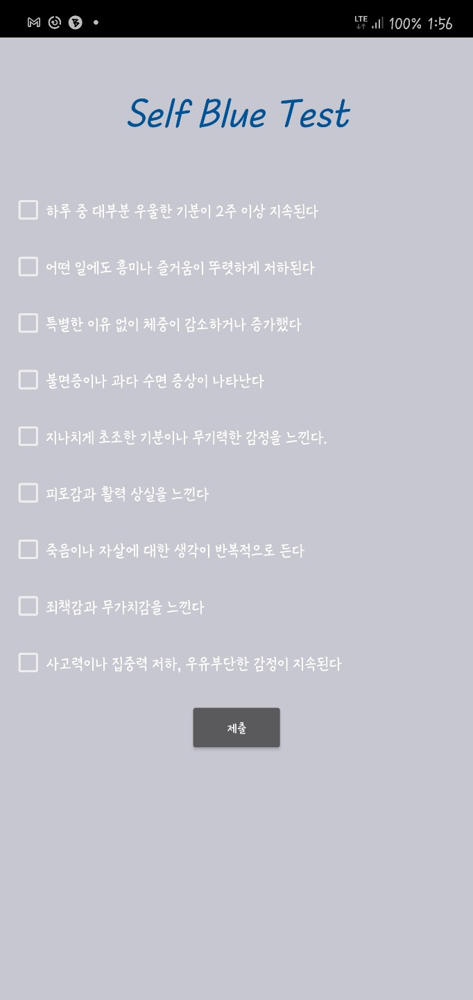 LTE 100% 1:56
Self Blue Test
하루 중 대부분 우울한 기분이 2주 이상 지속된다
어떤 일에도 흥미나 즐거움이 뚜렷하게 저하된다
특별한 이유 없이 체중이 감소하거나 증가했다
불면증이나 과다 수면 증상이 나타난다
지나치게 초조한 기분이나 무기력한 감정을 느낀다.
피로감과 활력 상실을 느낀다
죽음이나 자살에 대한 생각이 반복적으로 든다
죄책감과 무가치감을 느낀다
사고력이나 집중력 저하, 우유부단한 감정이 지속된다
제출